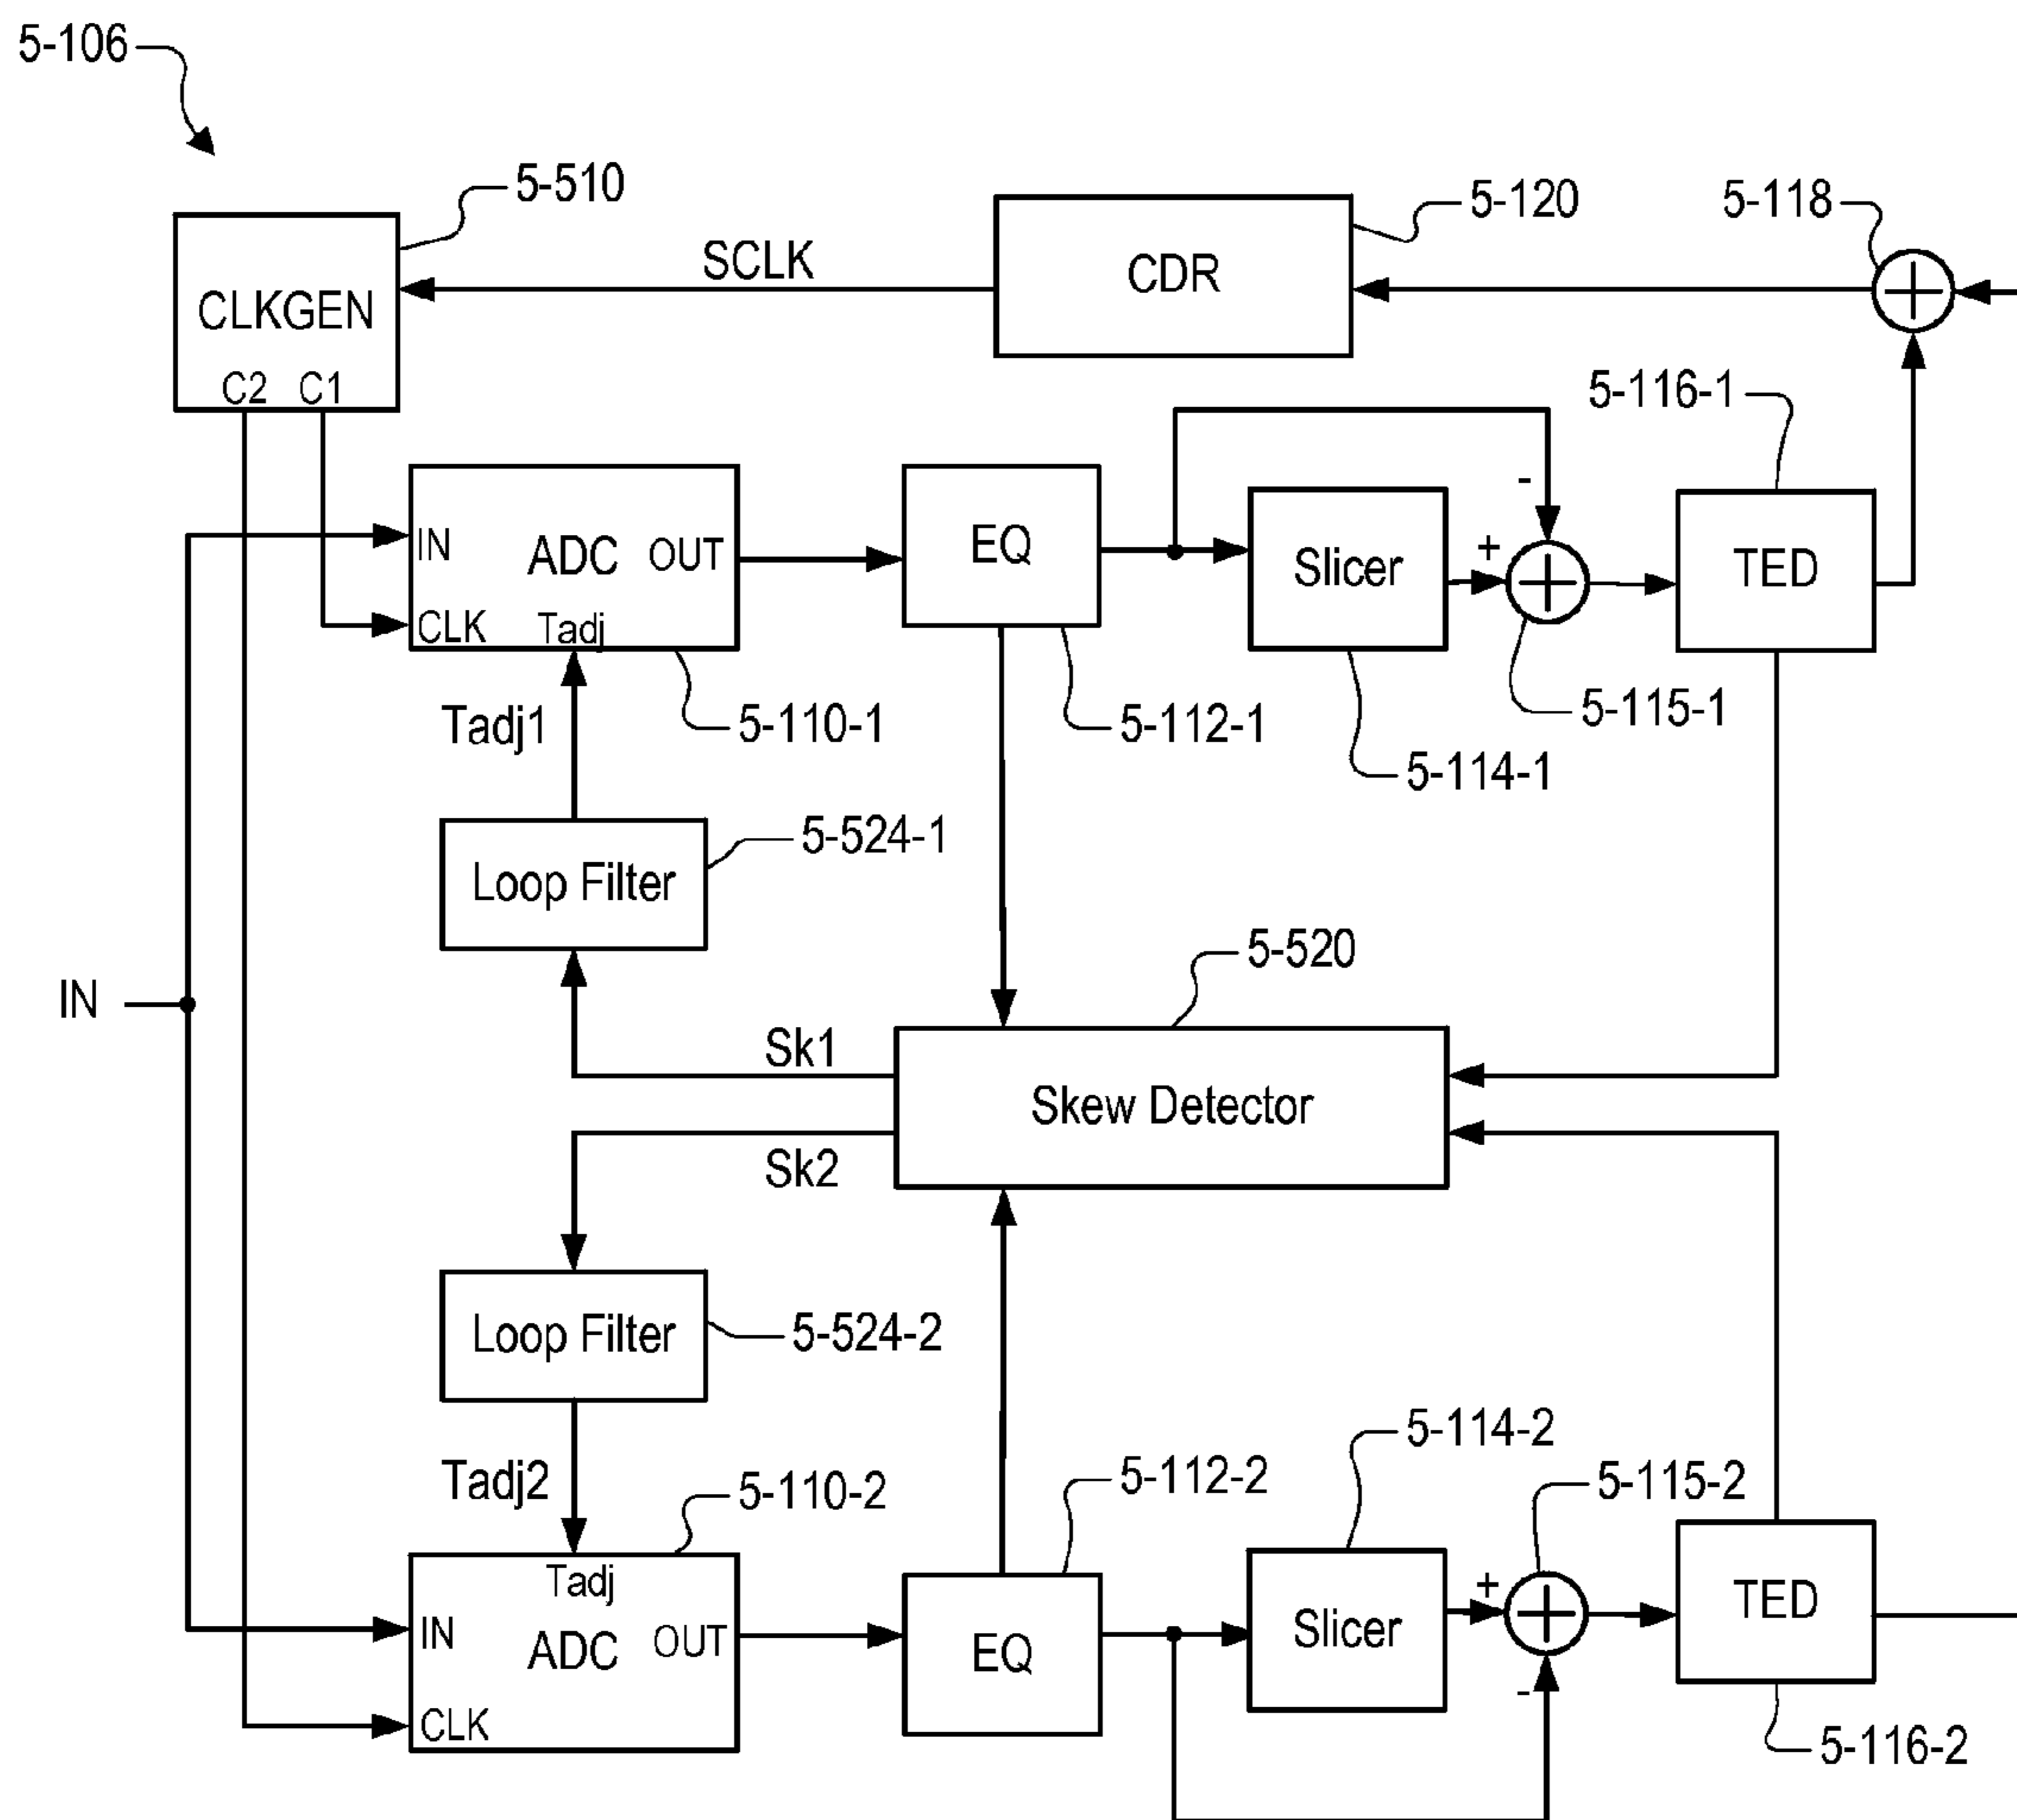 5-106
5-510
5-120
5-118
SCLK
CDR
CLKGEN
C2 C1
5-116-1
-
IN
ADC
OUT
EQ
Slicer
+
TED
CLK
Tadj
Tadj1
5-110-1
5-112-1
5-115-1
5-114-1
5-524-1
Loop Filter
5-520
IN
Sk1
Skew Detector
Sk2
Loop Filter
5-524-2
5-114-2
Tadj2
5-110-2
5-112-2
5-115-2
Tadj
IN
ADC
OUT
EQ
Slicer
+
TED
-
CLK
5-116-2